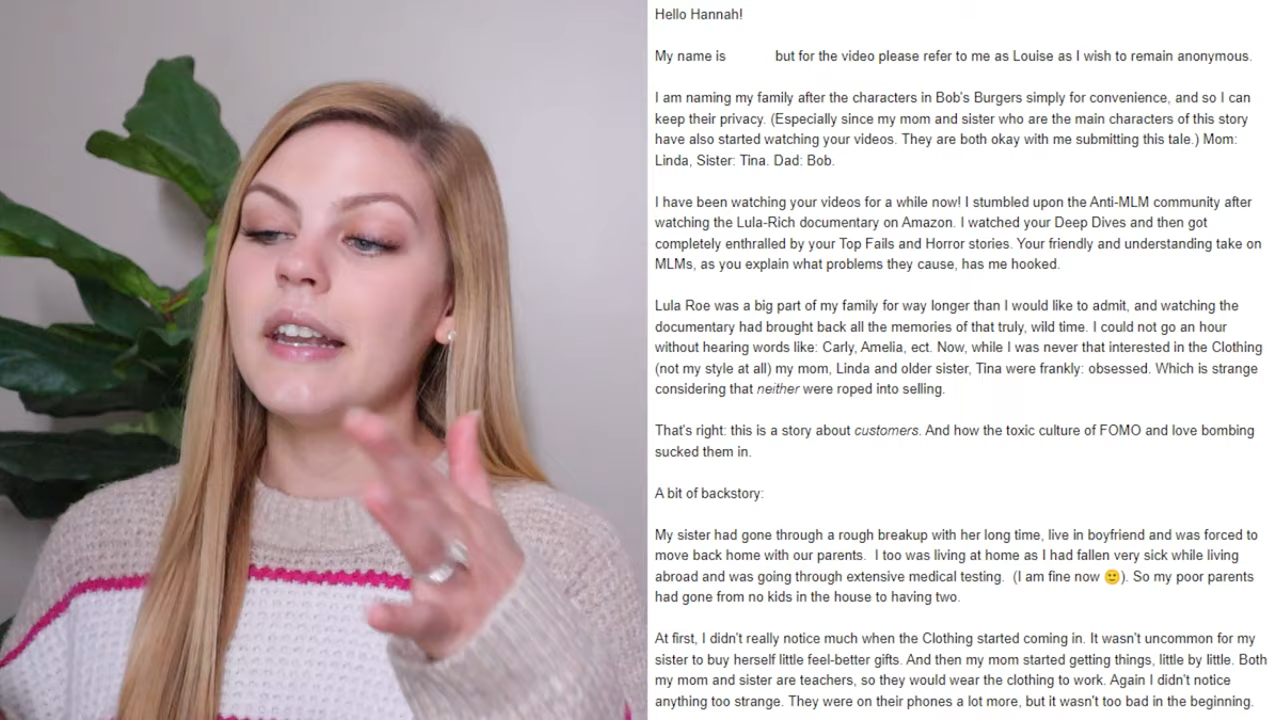 Hello Hannah!
My name is but for the video please refer to me as Louise as I wish to remain anonymous.
I am naming my family after the characters in Bob's Burgers simply for convenience, and so I can
keep their privacy. (Especially since my mom and sister who are the main characters of this story
have also started watching your videos. They are both okay with me submitting this tale.) Mom:
Linda, Sister: Tina. Dad: Bob.
I have been watching your videos for a while now! I stumbled upon the Anti-MLM community after
watching the Lula-Rich documentary on Amazon. I watched your Deep Dives and then got
completely enthralled by your Top Fails and Horror stories. Your friendly and understanding take on
MLMs, as you explain what problems they cause, has me hooked.
Lula Roe was a big part of my family for way longer than I would like to admit, and watching the
documentary had brought back all the memories of that truly, wild time. I could not go an hour
without hearing words like: Carly, Amelia, ect. Now, while I was never that interested in the Clothing
(not my style at all) my mom, Linda and older sister, Tina were frankly: obsessed. Which is strange
considering that neither were roped into selling.
That's right: this is a story about customers. And how the toxic culture of FOMO and love bombing
sucked them in.
A bit of backstory:
My sister had gone through a rough breakup with her long time, live in boyfriend and was forced to
move back home with our parents.  I too was living at home as I had fallen very sick while living
abroad and was going through extensive medical testing.  (I am fine now 🙂). So my poor parents
had gone from no kids in the house to having two.
At first, I didn't really notice much when the Clothing started coming in. It wasn't uncommon for my
sister to buy herself little feel-better gifts. And then my mom started getting things, little by little. Both
my mom and sister are teachers, so they would wear the clothing to work. Again I didn't notice
anything too strange. They were on their phones a lot more, but it wasn't too bad in the beginning.